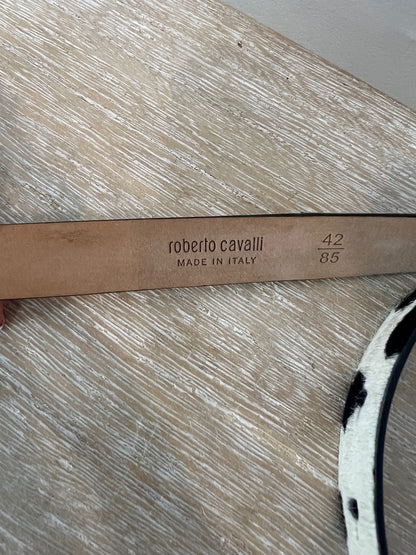 roberto cavalli
MADE IN ITALY
42
85